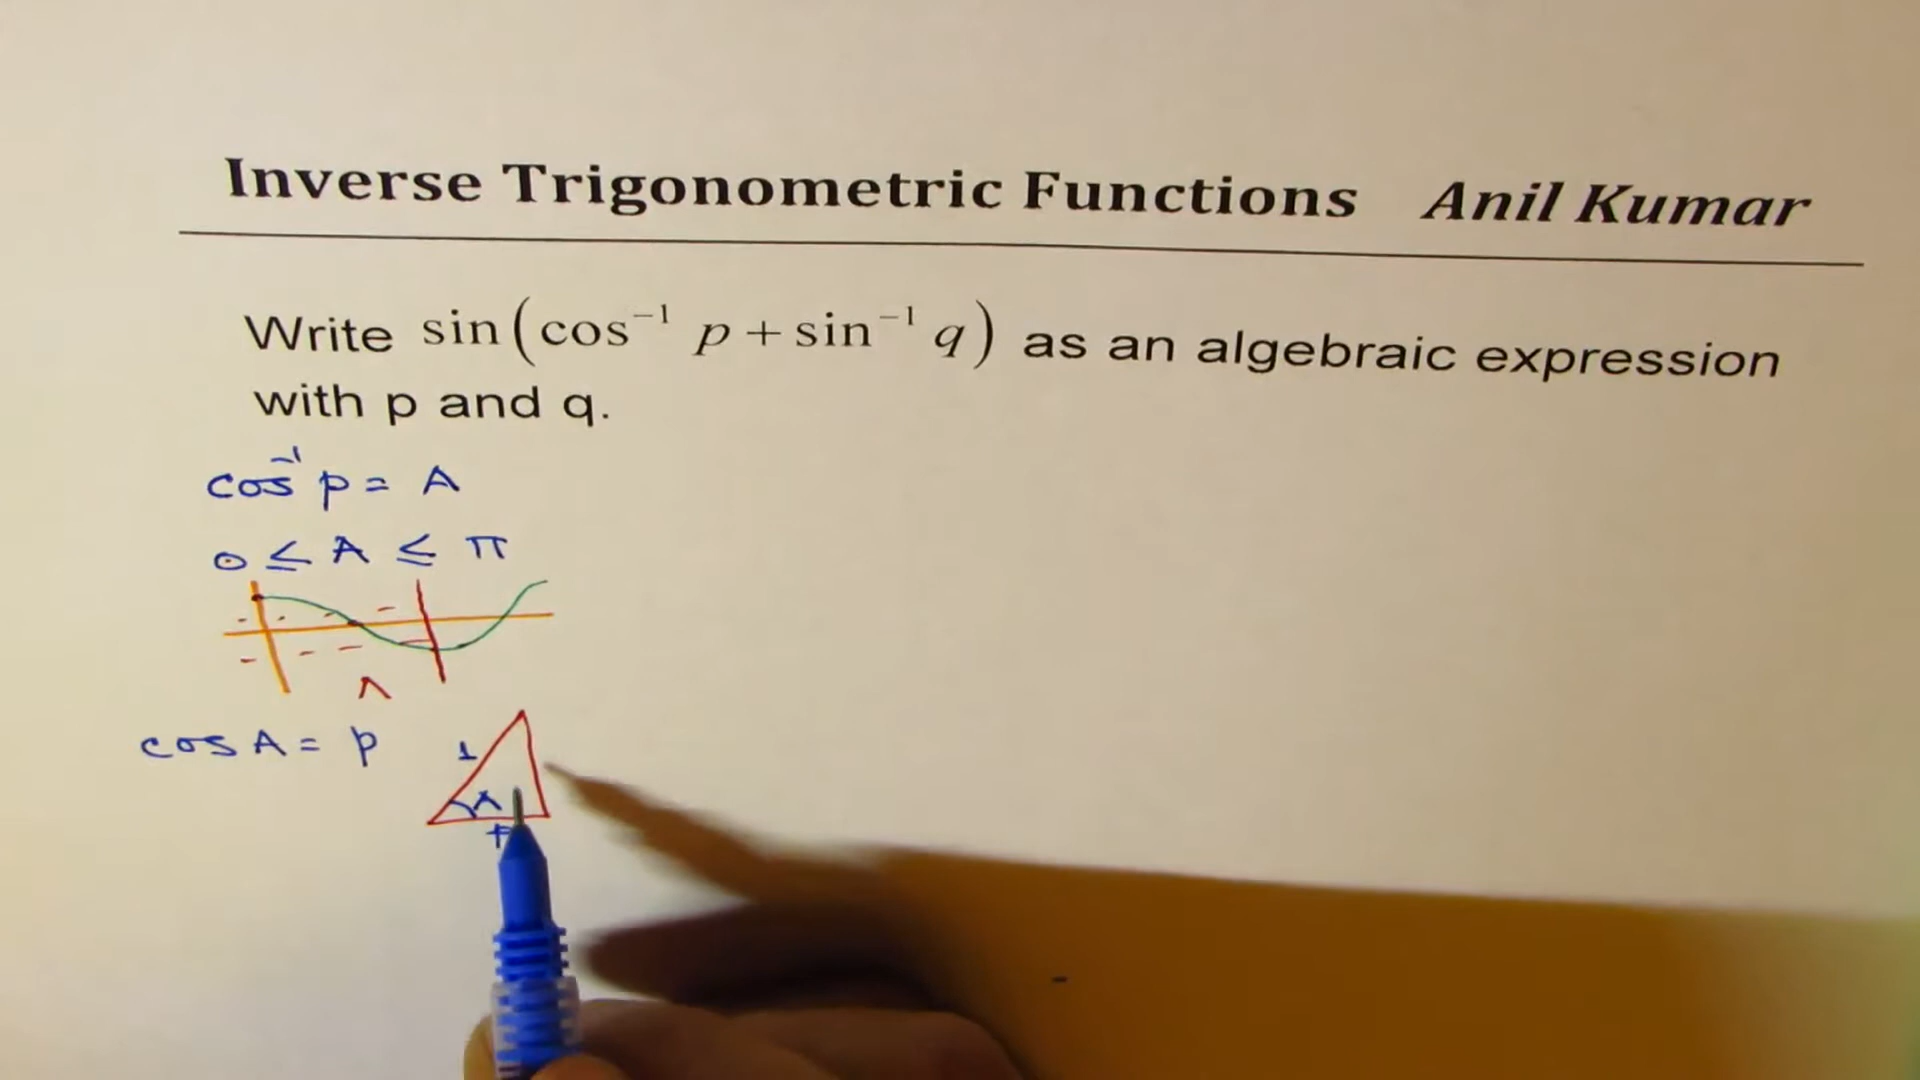 Inverse Trigonometric Functions Anil Kumar
Write sin(cos⁻¹ p + sin⁻¹ q) as an algebraic expression
with p and q.
cos⁻¹ p = A
0 ≤ A ≤ π
cos A = p
1
A